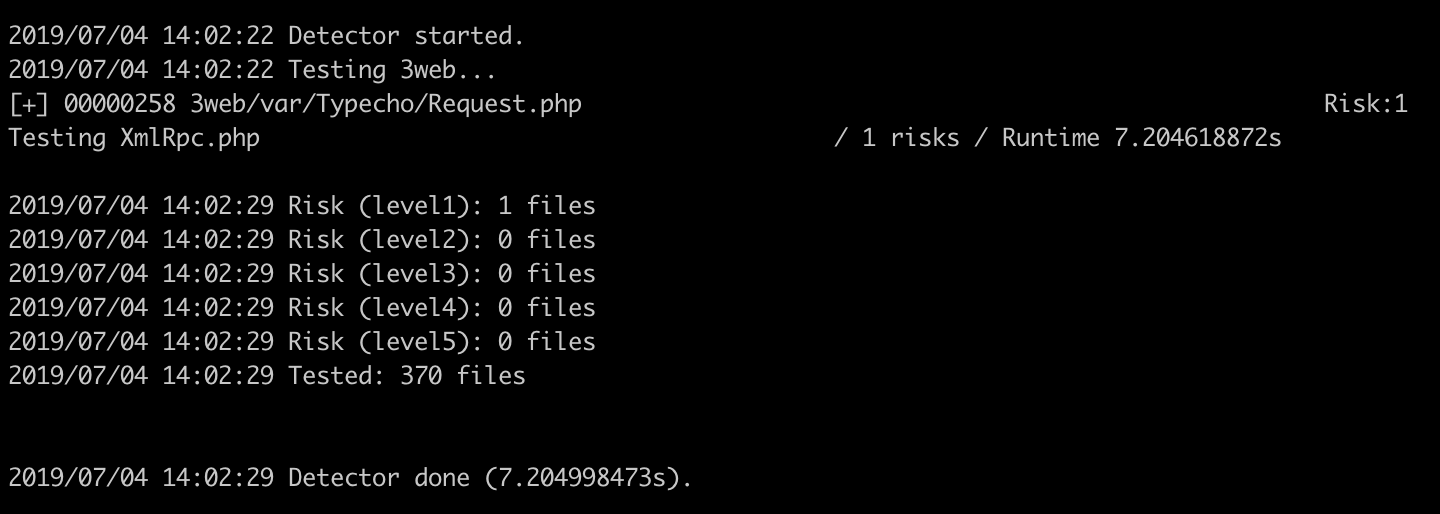 2019/07/04 14:02:22 Detector started.
2019/07/04 14:02:22 Testing 3web...
[+] 00000258 3web/var/Typecho/Request.php Risk:1
Testing XmlRpc.php / 1 risks / Runtime 7.204618872s
2019/07/04 14:02:29 Risk (level1): 1 files
2019/07/04 14:02:29 Risk (level2): 0 files
2019/07/04 14:02:29 Risk (level3): 0 files
2019/07/04 14:02:29 Risk (level4): 0 files
2019/07/04 14:02:29 Risk (level5): 0 files
2019/07/04 14:02:29 Tested: 370 files
2019/07/04 14:02:29 Detector done (7.204998473s).